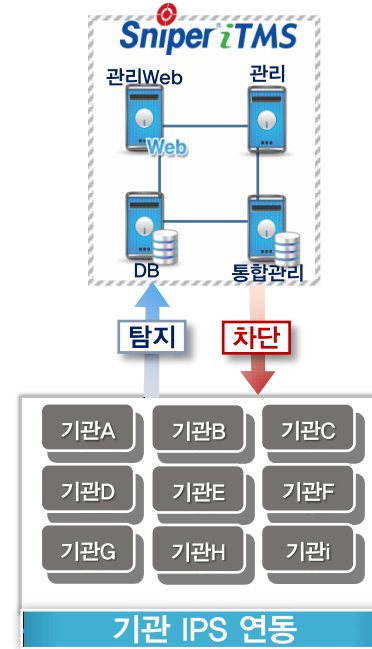 Sniper iTMS
관리Web
관리
Web
DB
통합관리
탐지
차단
기관A
기관B
기관C
기관D
기관E
기관F
기관G
기관H
기관i
기관 IPS 연동